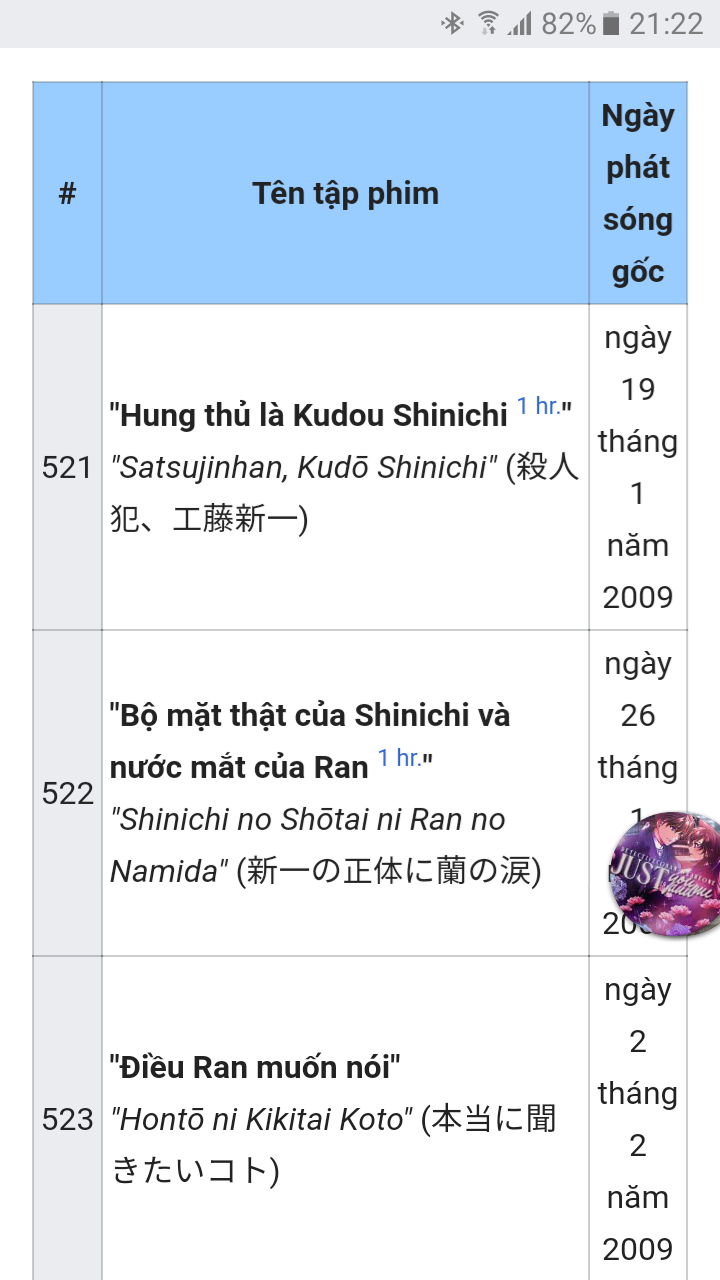 82% 21:22
#
Tên tập phim
Ngày
phát
sóng
gốc
521
"Hung thủ là Kudou Shinichi 1 hr."
"Satsujinhan, Kudō Shinichi" (殺人
犯、工藤新一)
ngày
19
tháng
1
năm
2009
522
"Bộ mặt thật của Shinichi và
nước mắt của Ran 1 hr."
"Shinichi no Shōtai ni Ran no
Namida" (新一の正体に蘭の涙)
ngày
26
tháng
1
JUST
523
"Điều Ran muốn nói"
"Hontō ni Kikitai Koto" (本当に聞
きたいコト)
ngày
2
tháng
2
năm
2009